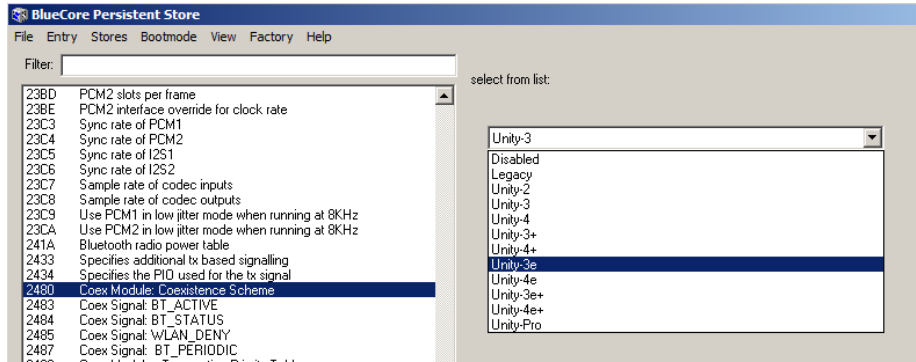 BlueCore Persistent Store
File Entry Stores Bootmode View Factory Help
Filter:
23BD PCM2 slots per frame
23BE PCM2 interface override for clock rate
23C3 Sync rate of PCM1
23C4 Sync rate of PCM2
23C5 Sync rate of I2S1
23C6 Sync rate of I2S2
23C7 Sample rate of codec inputs
23C8 Sample rate of codec outputs
23C9 Use PCM1 in low jitter mode when running at 8KHz
23CA Use PCM2 in low jitter mode when running at 8KHz
241A Bluetooth radio power table
2433 Specifies additional tx based signalling
2434 Specifies the PIO used for the tx signal
2480 Coex Module: Coexistence Scheme
2483 Coex Signal: BT_ACTIVE
2484 Coex Signal: BT_STATUS
2485 Coex Signal: WLAN_DENY
2487 Coex Signal: BT_PERIODIC
select from list:
Unity-3
Disabled
Legacy
Unity-2
Unity-3
Unity-4
Unity-3+
Unity-4+
Unity-3e
Unity-4e
Unity-3e+
Unity-4e+
Unity-Pro